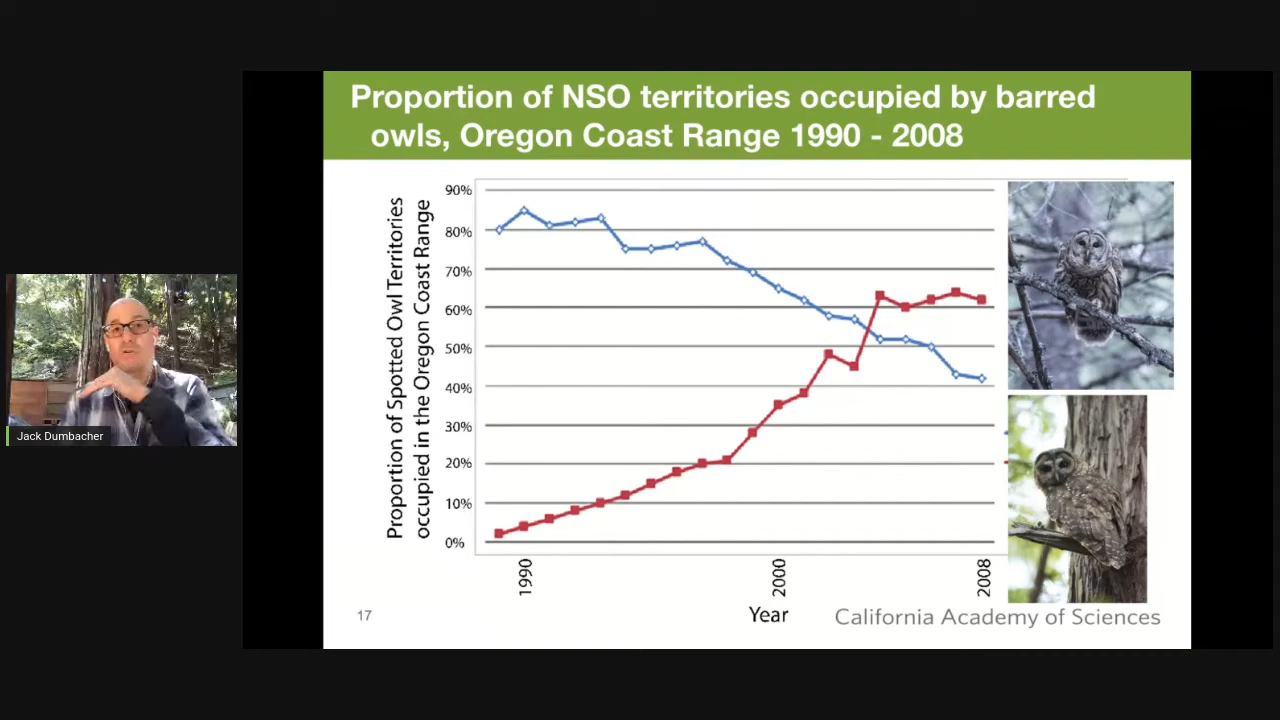 Proportion of NSO territories occupied by barred
owls, Oregon Coast Range 1990 - 2008
Proportion of Spotted Owl Territories
occupied in the Oregon Coast Range
90%
80%
70%
60%
50%
40%
30%
20%
10%
0%
1990
2000
2008
Year
17
California Academy of Sciences
Jack Dumbacher